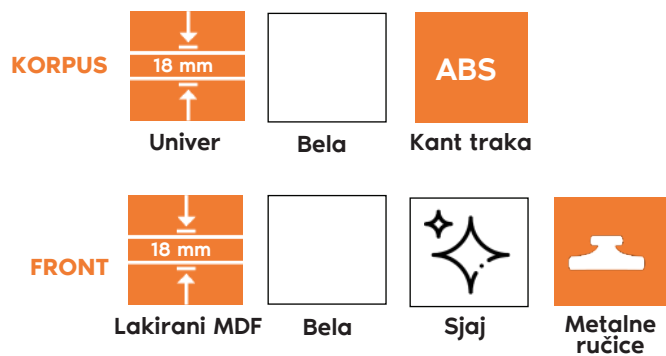 KORPUS
18 mm
ABS
Univer
Bela
Kant traka
FRONT
18 mm
Lakirani MDF
Bela
Sjaj
Metalne
ručice